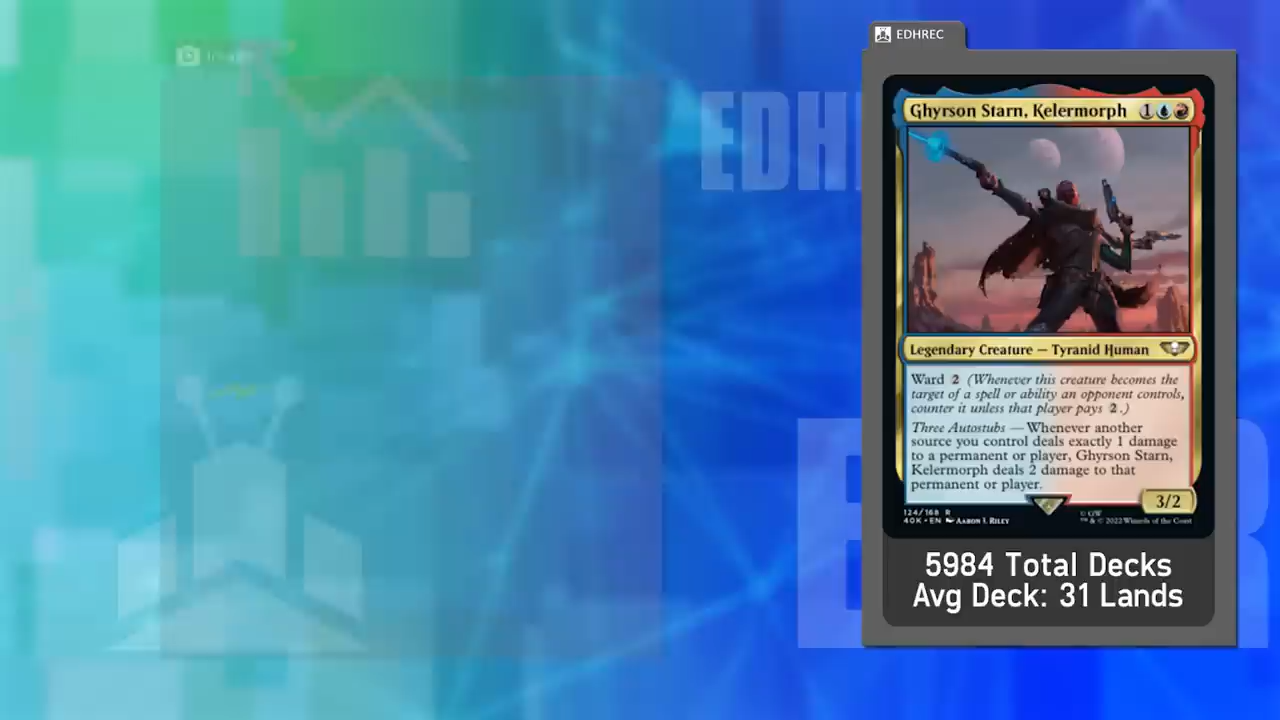 EDHREC
Ghyrson Starn, Kelermorph 1
Legendary Creature — Tyranid Human
Ward 2 (Whenever this creature becomes the
target of a spell or ability an opponent controls,
counter it unless that player pays 2.)
Three Autostubs — Whenever another
source you control deals exactly 1 damage
to a permanent or player, Ghyrson Starn,
Kelermorph deals 2 damage to that
permanent or player.
3/2
124/168 R
40K • EN AARON J. RILEY
© GW
™ & © 2022 Wizards of the Coast
5984 Total Decks
Avg Deck: 31 Lands
EDH